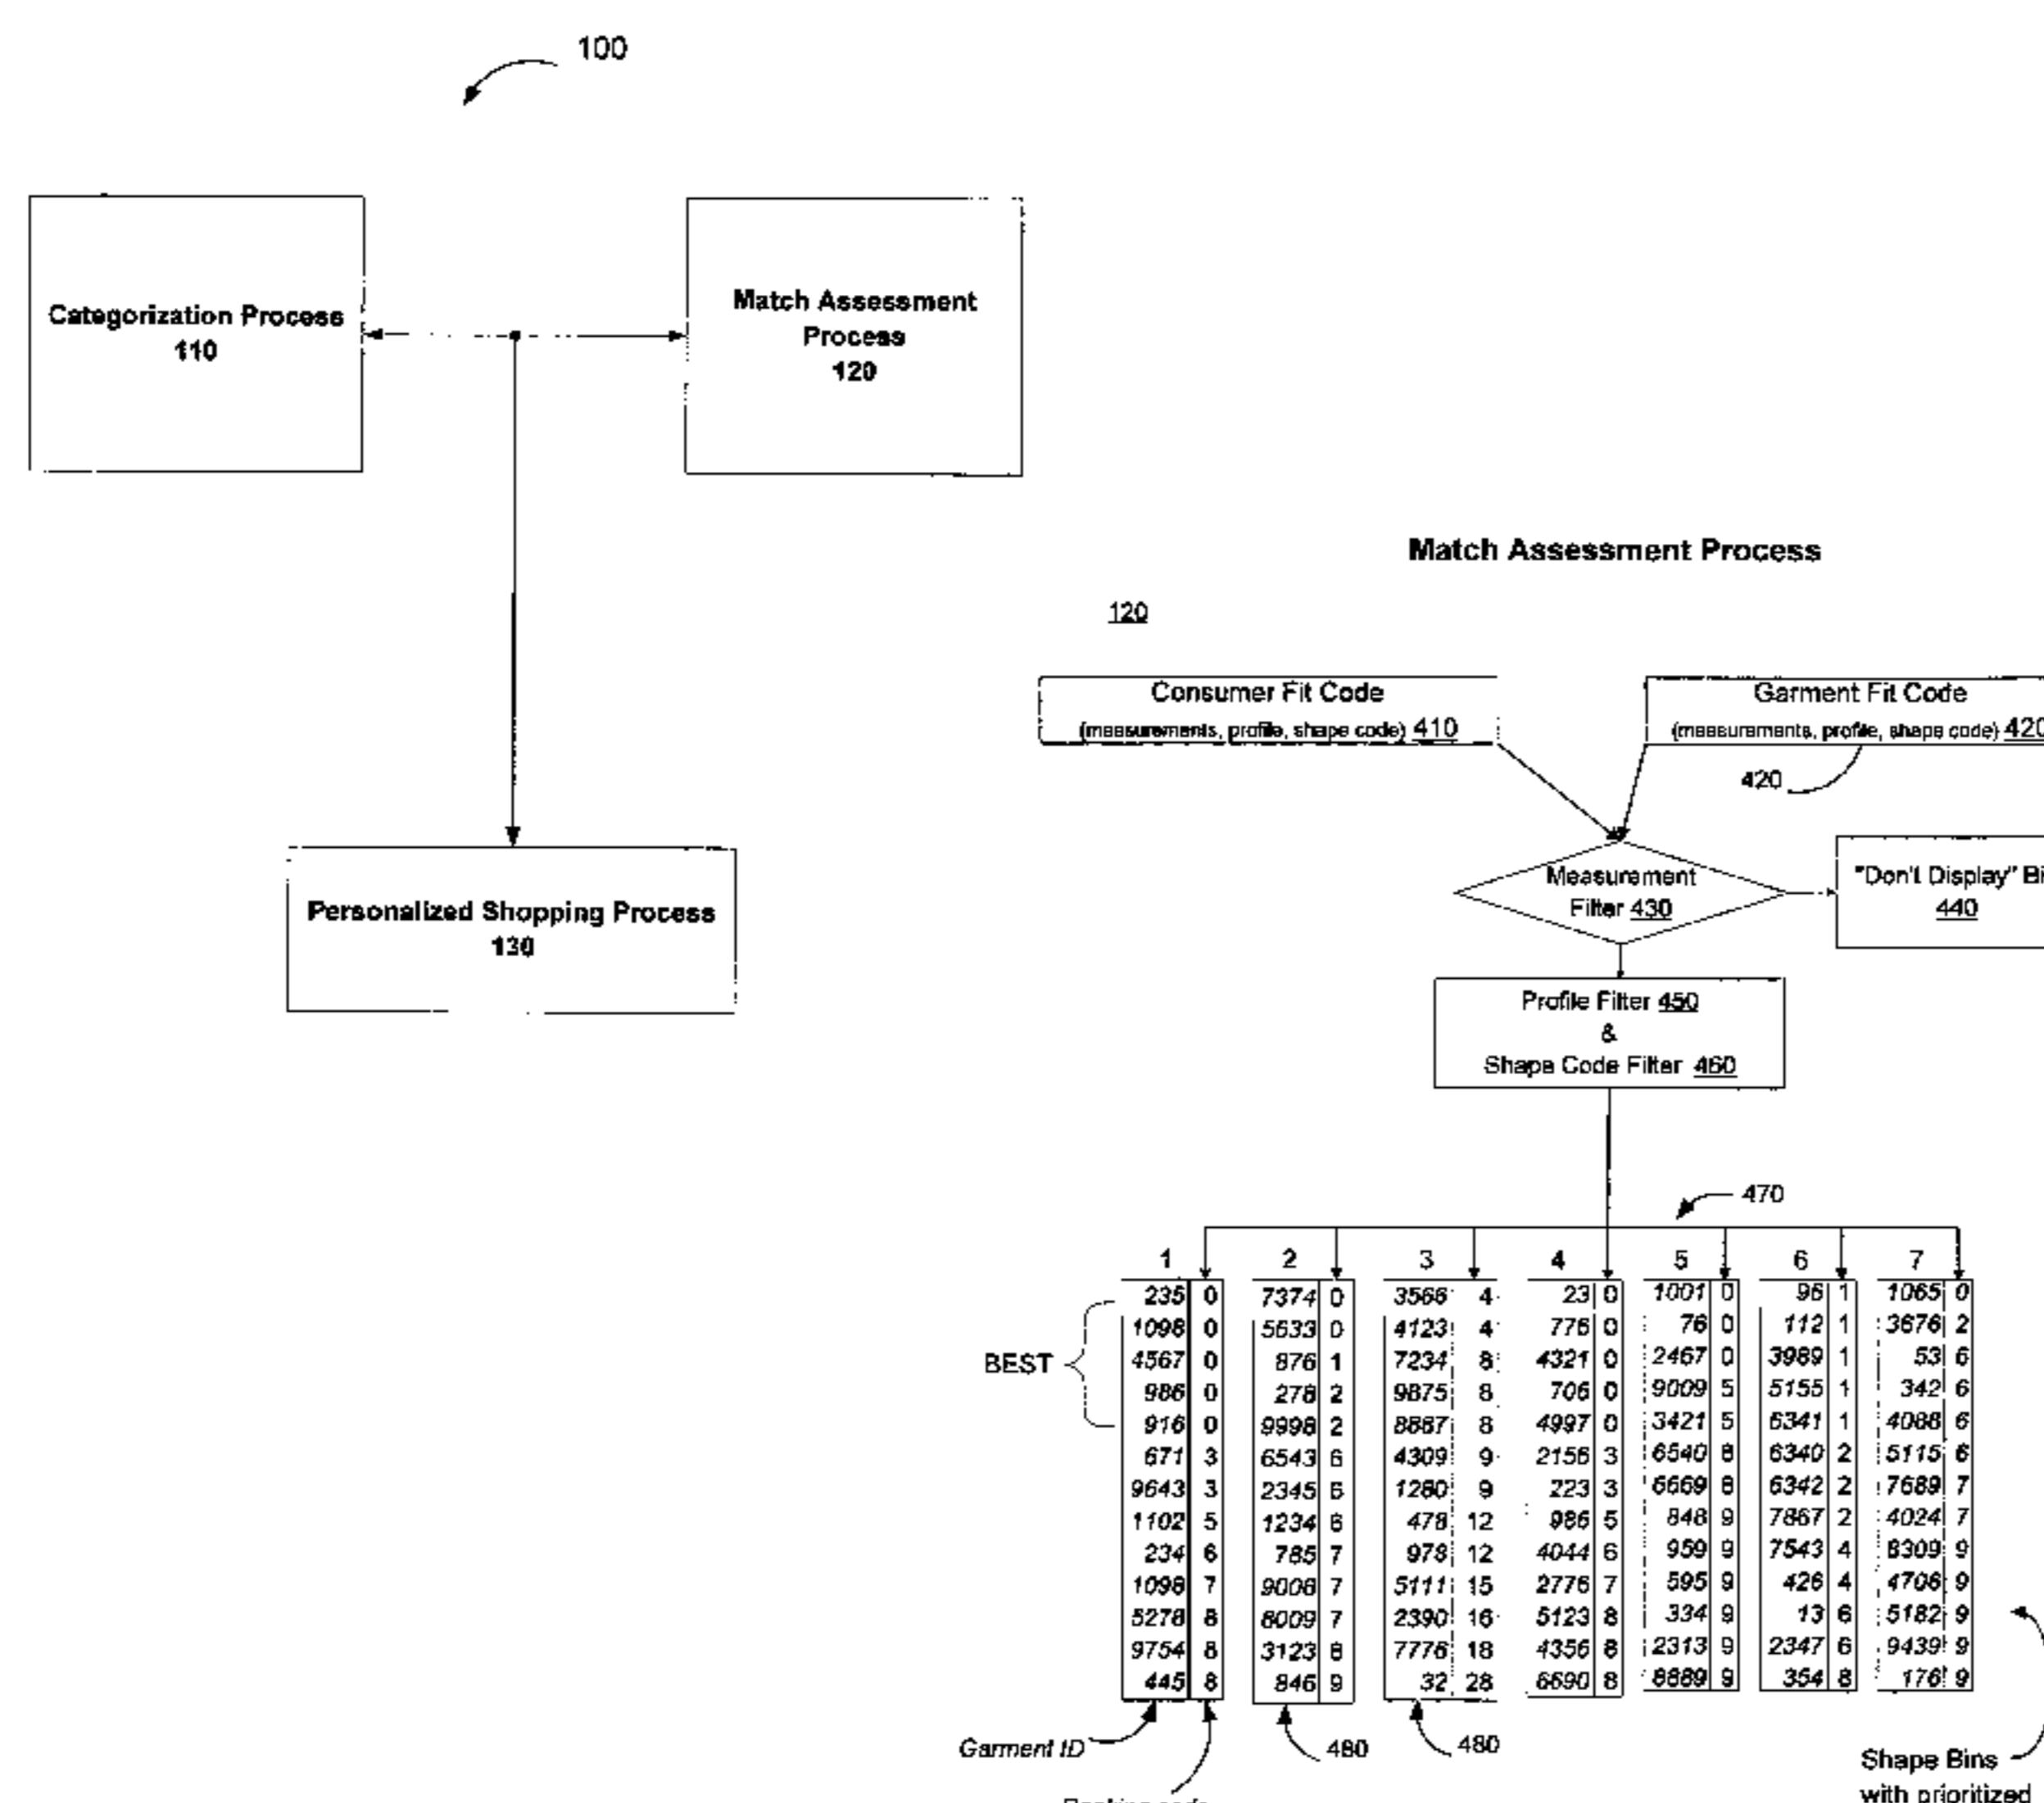 100
Categorization Process
110
Match Assessment
Process
120
Personalized Shopping Process
130
Match Assessment Process
120
Consumer Fit Code
(measurements, profile, shape code) 410
Garment Fit Code
(measurements, profile, shape code) 420
420
Measurement
Filter 430
"Don't Display"
440
Profile Filter 450
&
Shape Code Filter 460
470
1 2 3 4 5 6 7
235 0 7374 0 3566 4 23 0 1001 0 96 1 1065 0
1098 0 5633 0 4123 4 776 0 76 0 112 1 3676 2
BEST 4567 0 876 1 7234 8 4321 0 2467 0 3989 1 53 6
986 0 278 2 9875 8 706 0 9009 5 5155 1 342 6
916 0 9998 2 8887 8 4997 0 3421 5 6341 1 4088 6
671 3 6543 6 4309 9 2156 3 6540 8 6340 2 5115 6
9643 3 2345 6 1280 9 223 3 6669 8 6342 2 7689 7
1102 5 1234 6 478 12 986 5 848 9 7867 2 4024 7
234 6 785 7 978 12 4044 6 959 9 7543 4 8309 9
1098 7 9008 7 5111 15 2776 7 595 9 426 4 4706 9
5278 8 8009 7 2390 16 5123 8 334 9 13 6 5182 9
9754 8 3123 8 7776 18 4356 8 2313 9 2347 6 9439 9
445 8 846 9 32 28 6690 8 8889 9 354 8 176 9
Garment ID
480
480
Shape Bins
with prioritized